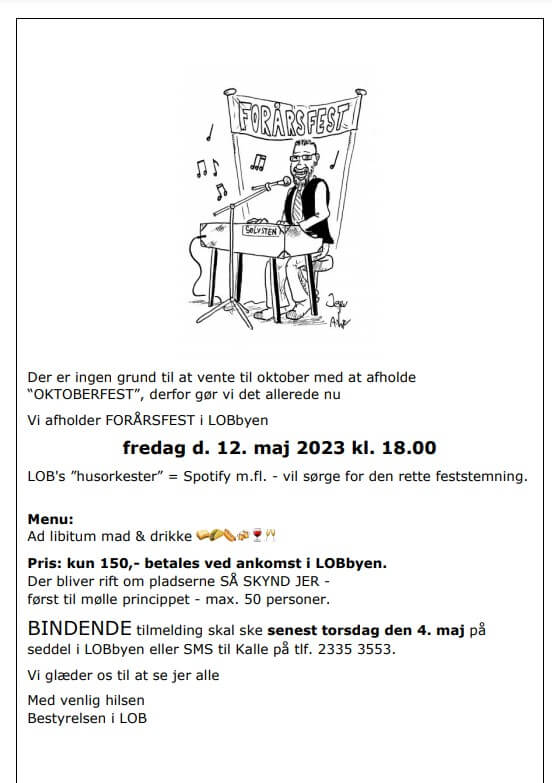 FORÅRSFEST
SØLVSTEN
Der er ingen grund til at vente til oktober med at afholde
“OKTOBERFEST”, derfor gør vi det allerede nu
Vi afholder FORÅRSFEST i LOBbyen
fredag d. 12. maj 2023 kl. 18.00
LOB's ”husorkester” = Spotify m.fl. - vil sørge for den rette feststemning.
Menu:
Ad libitum mad & drikke
Pris: kun 150,- betales ved ankomst i LOBbyen.
Der bliver rift om pladserne SÅ SKYND JER -
først til mølle princippet - max. 50 personer.
BINDENDE tilmelding skal ske senest torsdag den 4. maj på
seddel i LOBbyen eller SMS til Kalle på tlf. 2335 3553.
Vi glæder os til at se jer alle
Med venlig hilsen
Bestyrelsen i LOB